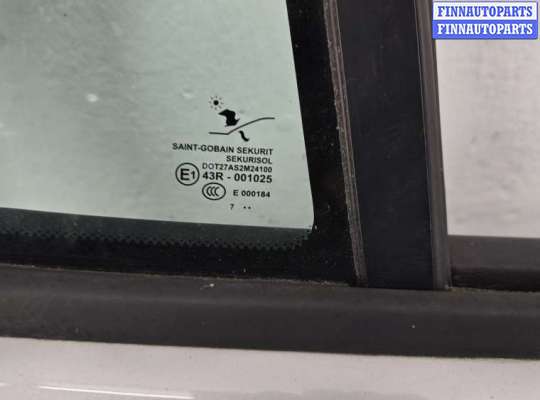 FINNAUTOPARTS
FINNAUTOPARTS
SAINT-GOBAIN SEKURIT
SEKURISOL
DOT27AS2M24100
E1 43R - 001025
CCC E 000184
7 ••